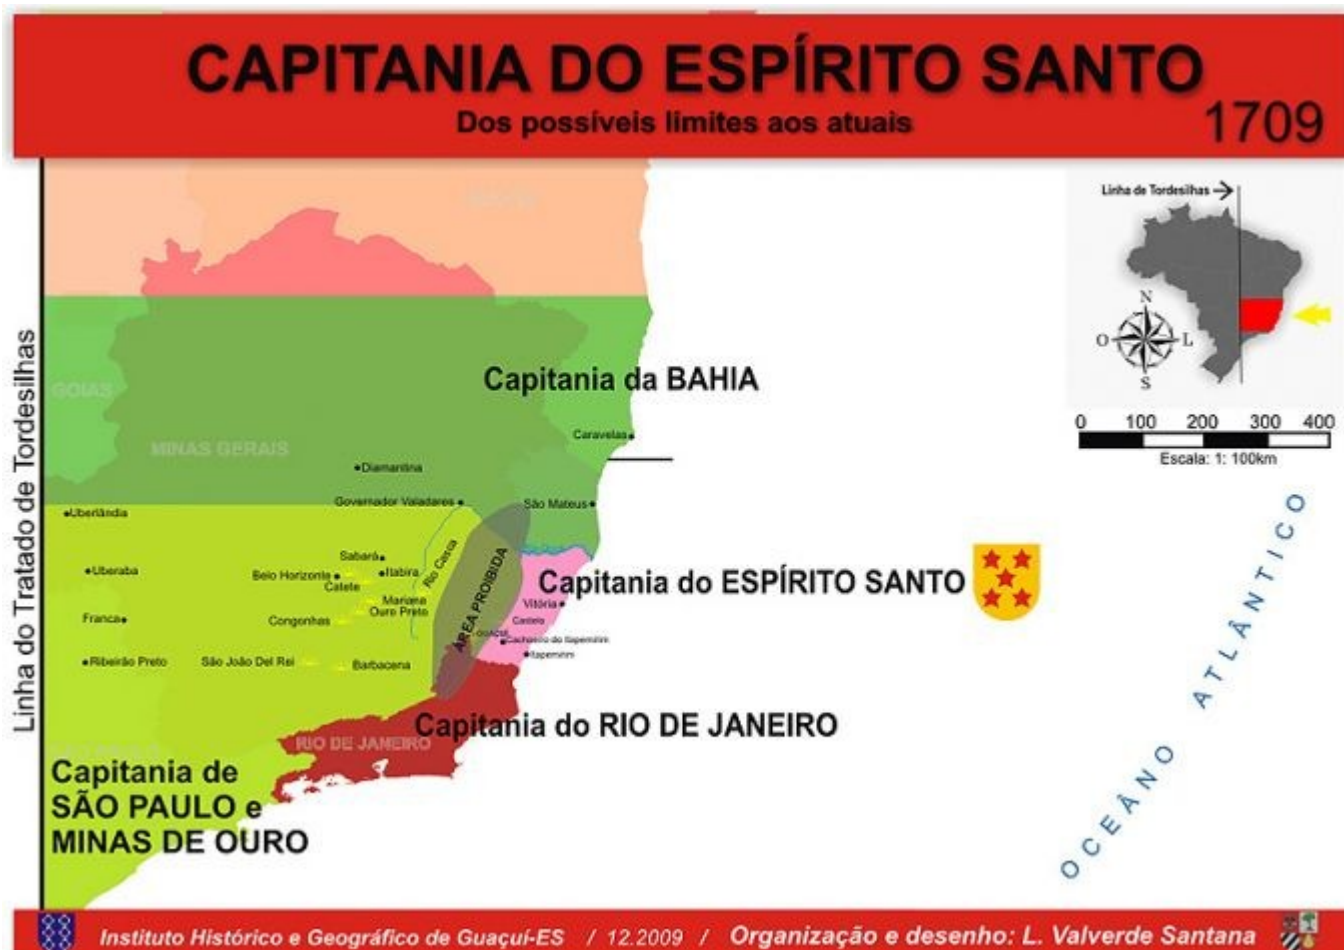 CAPITANIA DO ESPÍRITO SANTO
Dos possíveis limites aos atuais
1709
Linha de Tordesilhas
N
O
L
S
0 100 200 300 400
Escala: 1: 100km
Linha do Tratado de Tordesilhas
GOIAS
MINAS GERAIS
Capitania da BAHIA
Caravelas
Diamantina
Governador Valadares
São Mateus
Uberlândia
Sabará
Rio Casca
Uberaba
Belo Horizonte
Itabira
Caiete
ÁREA PROIBIDA
Capitania do ESPÍRITO SANTO
Mariana
Ouro Preto
Vitória
Franca
Congonhas
Castelo
Cachoeiro do Itapemirim
Itapemirim
Ribeirão Preto
São João Del Rei
Barbacena
Capitania do RIO DE JANEIRO
RIO DE JANEIRO
Capitania de
SÃO PAULO e
MINAS DE OURO
OCEÂNO ATLÂNTICO
Instituto Histórico e Geográfico de Guaçuí-ES / 12.2009 / Organização e desenho: L. Valverde Santana